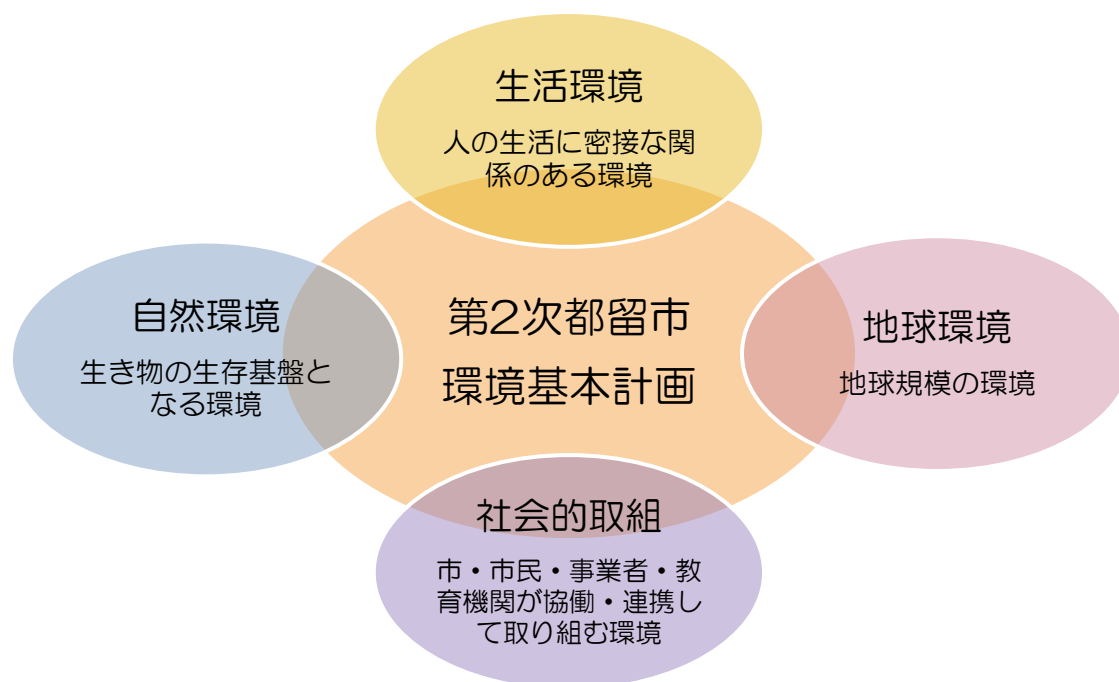 生活環境
人の生活に密接な関
係のある環境
自然環境
生き物の生存基盤と
なる環境
第2次都留市
環境基本計画
地球環境
地球規模の環境
社会的取組
市・市民・事業者・教
育機関が協働・連携し
て取り組む環境